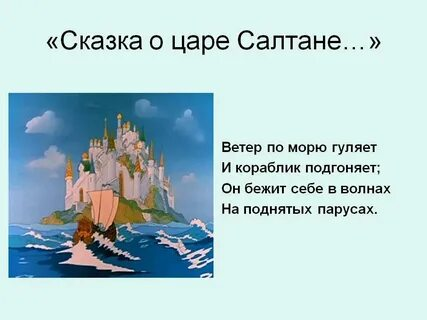 «Сказка о царе Салтане…»
Ветер по морю гуляет
И кораблик подгоняет;
Он бежит себе в волнах
На поднятых парусах.